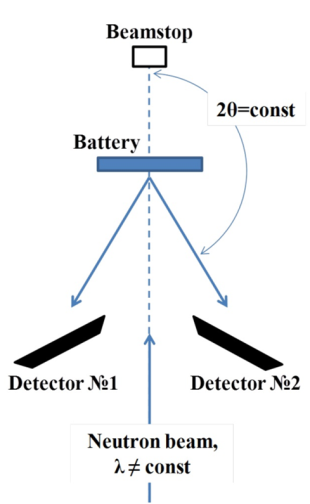 Beamstop
2θ=const
Battery
Detector №1
Detector №2
Neutron beam,
λ ≠ const